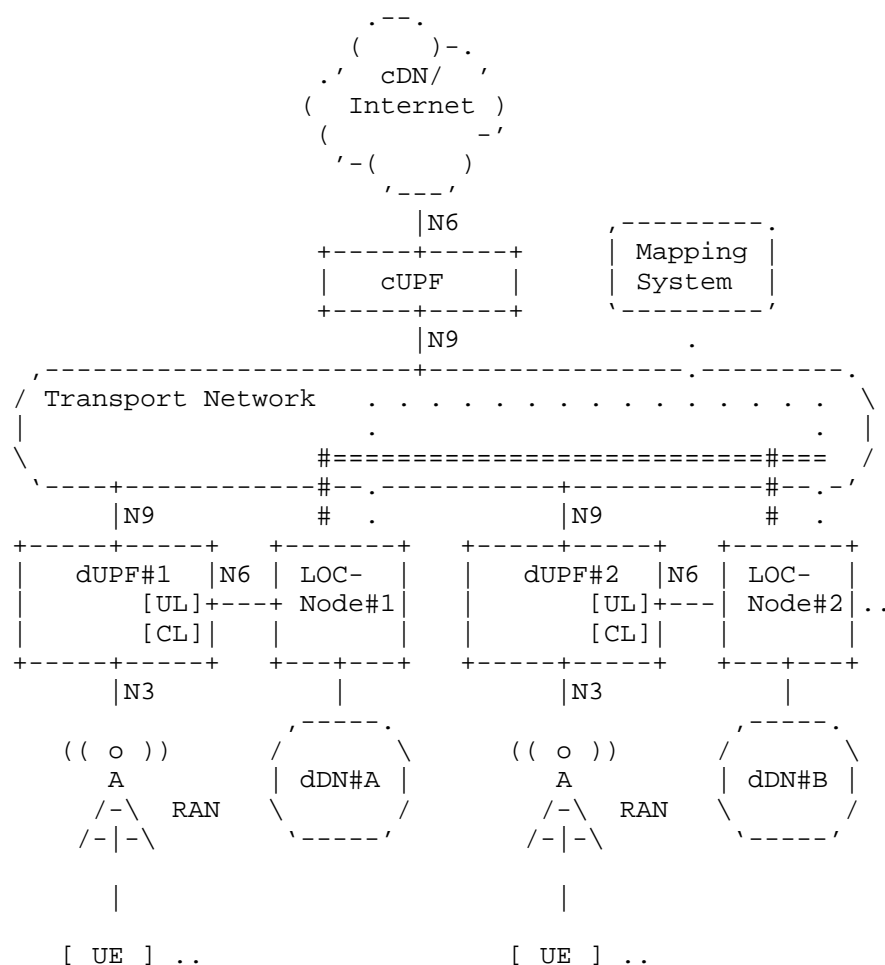 cDN/
Internet
N6
Mapping
cUPF System
N9
Transport Network
N9 N9
dUPF#1 N6 LOC- dUPF#2 N6 LOC-
[UL] Node#1 [UL] Node#2 ..
[CL] [CL]
N3 N3
(( o )) (( o ))
A dDN#A A dDN#B
RAN RAN
[ UE ] .. [ UE ] ..